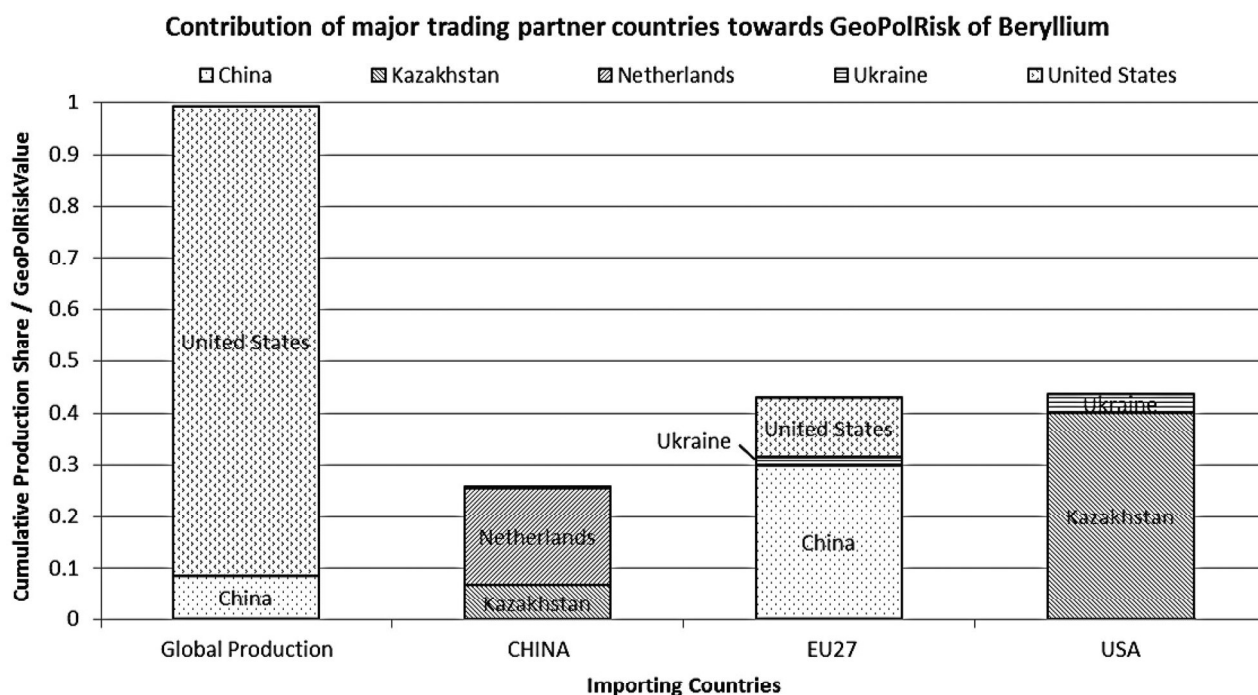 Contribution of major trading partner countries towards GeoPolRisk of Beryllium
China Kazakhstan Netherlands Ukraine United States
Cumulative Production Share / GeoPolRiskValue
1
0.9
0.8
0.7
0.6
0.5
0.4
0.3
0.2
0.1
0
United States
China
Netherlands
Kazakhstan
Ukraine
United States
China
Ukraine
Kazakhstan
Global Production CHINA EU27 USA
Importing Countries